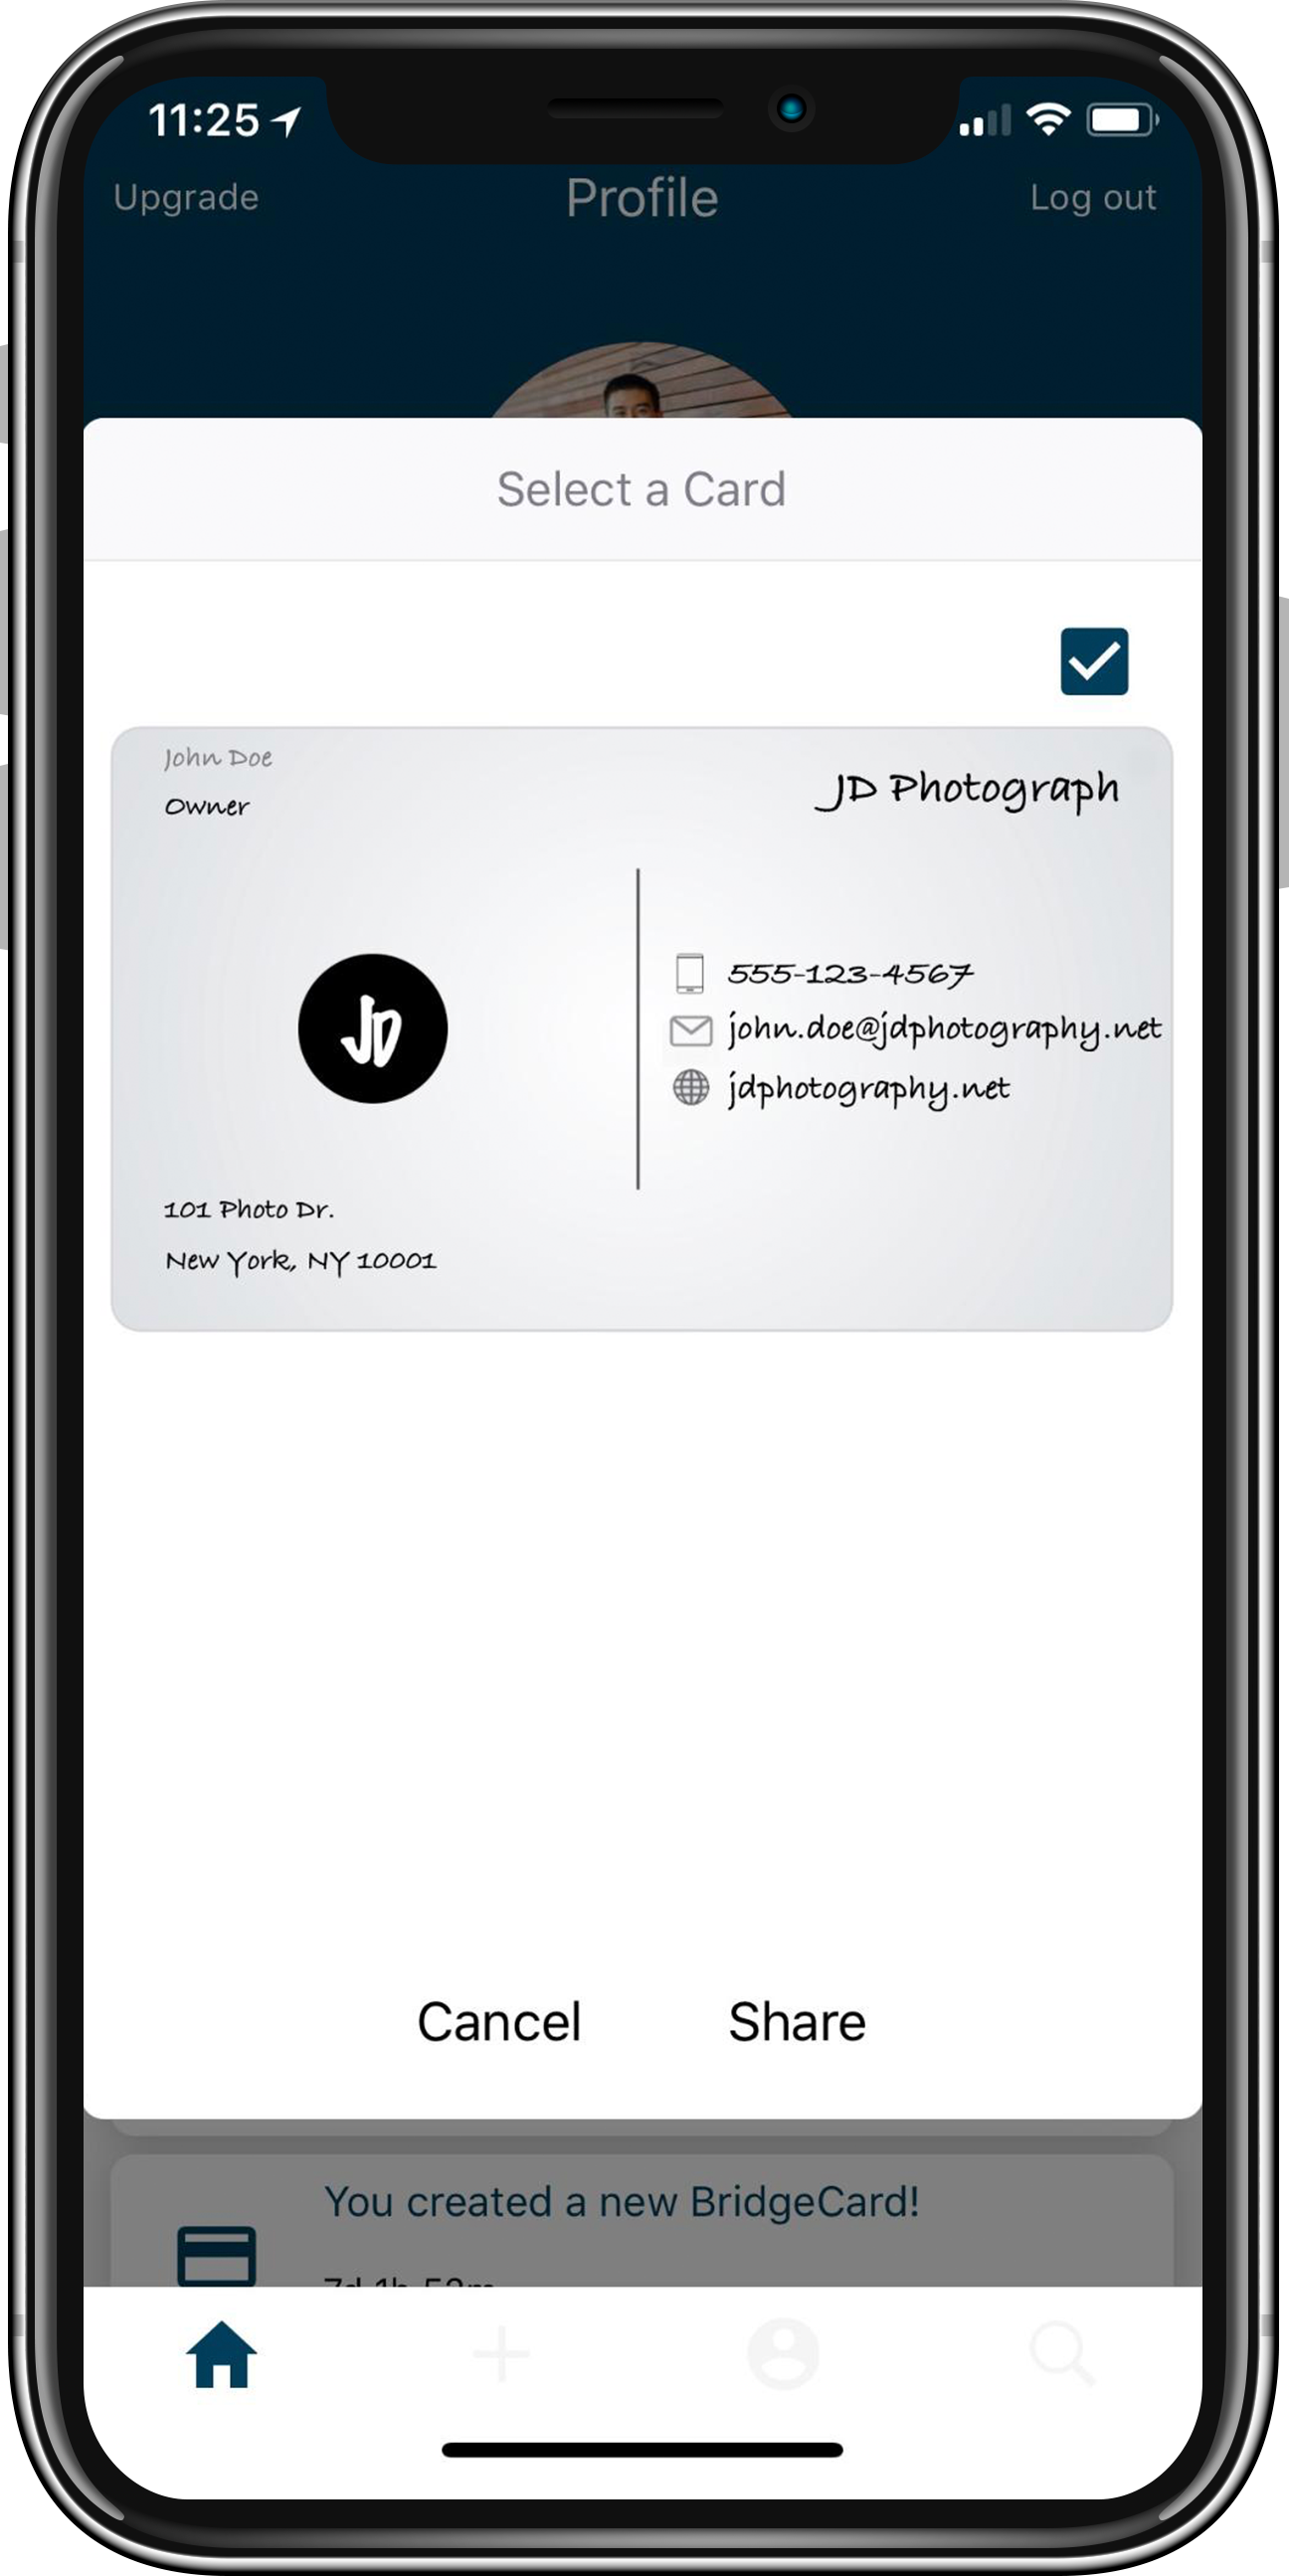 11:25
Upgrade Profile Log out
Select a Card
John Doe
Owner
JD Photograph
JD
555-123-4567
john.doe@jdphotography.net
jdphotography.net
101 Photo Dr.
New York, NY 10001
Cancel Share
You created a new BridgeCard!